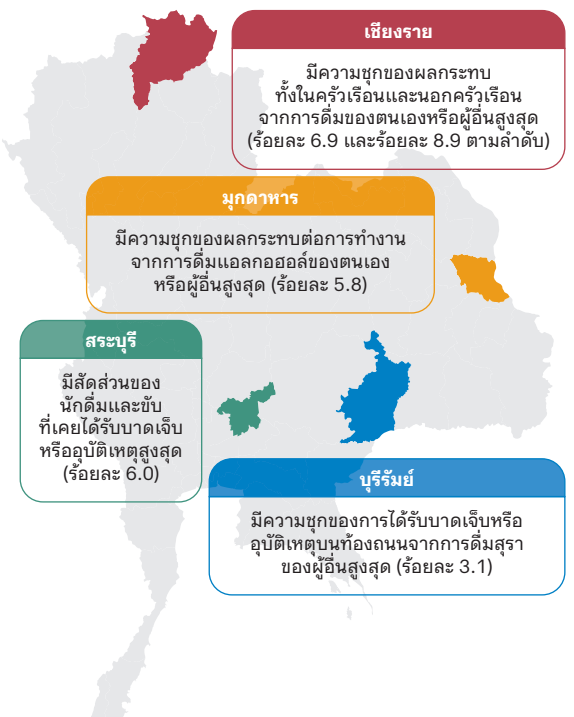 เชียงราย
มีความชุกของผลกระทบ
ทั้งในครัวเรือนและนอกครัวเรือน
จากการดื่มของตนเองหรือผู้อื่นสูงสุด
(ร้อยละ 6.9 และร้อยละ 8.9 ตามลำดับ)
มุกดาหาร
มีความชุกของผลกระทบต่อการทำงาน
จากการดื่มแอลกอฮอล์ของตนเอง
หรือผู้อื่นสูงสุด (ร้อยละ 5.8)
สระบุรี
มีสัดส่วนของ
นักดื่มและขับ
ที่เคยได้รับบาดเจ็บ
หรืออุบัติเหตุสูงสุด
(ร้อยละ 6.0)
บุรีรัมย์
มีความชุกของการได้รับบาดเจ็บหรือ
อุบัติเหตุบนท้องถนนจากการดื่มสุรา
ของผู้อื่นสูงสุด (ร้อยละ 3.1)